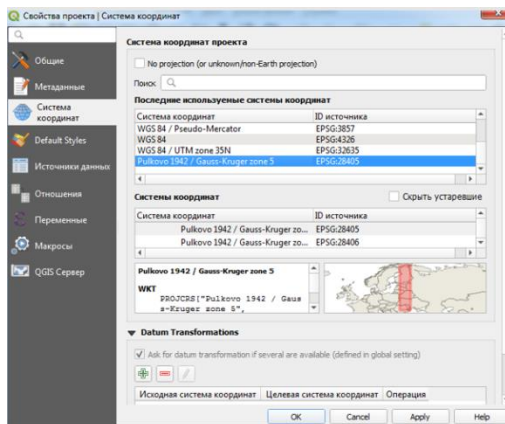 Свойства проекта | Система координат
Общие
Метаданные
Система координат
Default Styles
Источники данных
Отношения
Переменные
Макросы
QGIS Сервер
Система координат проекта
No projection (or unknown/non-Earth projection)
Поиск
Последние используемые системы координат
Система координат ID источника
WGS 84 / Pseudo-Mercator EPSG:3857
WGS 84 EPSG:4326
WGS 84 / UTM zone 35N EPSG:32635
Pulkovo 1942 / Gauss-Kruger zone 5 EPSG:28405
Системы координат Скрыть устаревшие
Система координат ID источника
Pulkovo 1942 / Gauss-Kruger zo... EPSG:28405
Pulkovo 1942 / Gauss-Kruger zo... EPSG:28406
Pulkovo 1942 / Gauss-Kruger zone 5
WKT
PROJCRS["Pulkovo 1942 / Gaus
s-Kruger zone 5",
Datum Transformations
Ask for datum transformation if several are available (defined in global setting)
Исходная система координат Целевая система координат Операция
OK Cancel Apply Help